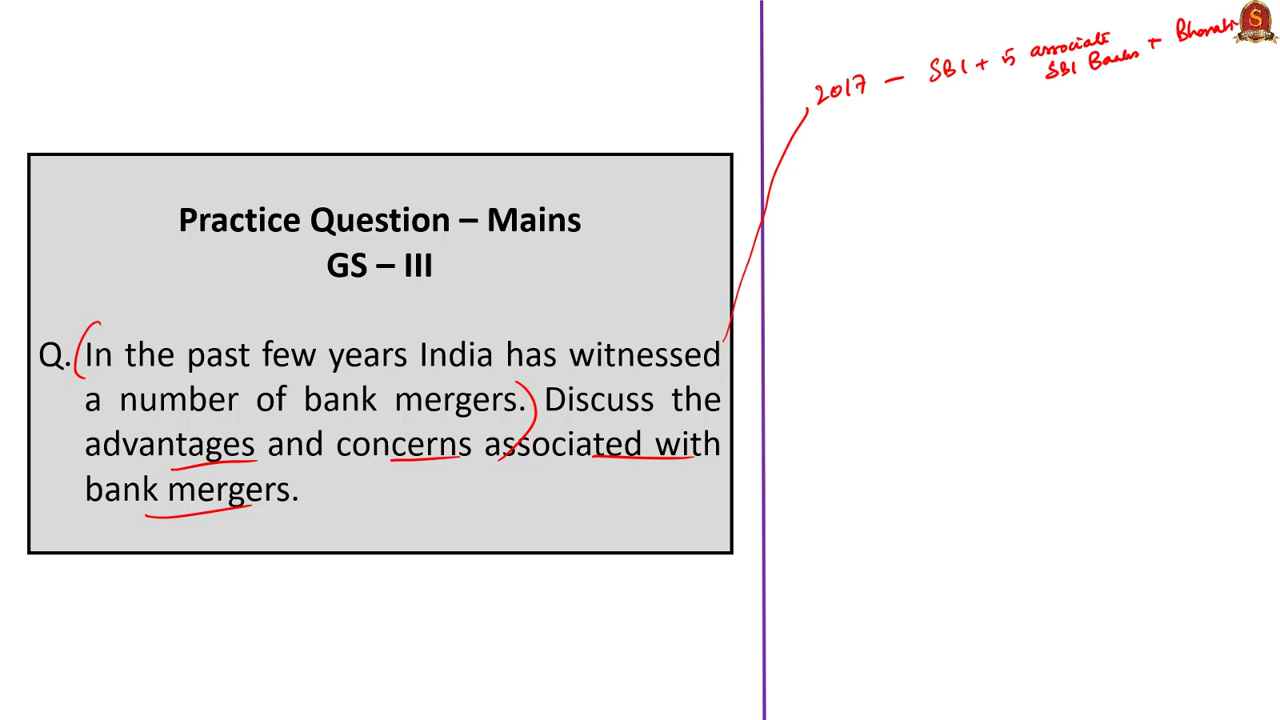 Practice Question – Mains
GS – III
Q. In the past few years India has witnessed
a number of bank mergers. Discuss the
advantages and concerns associated with
bank mergers.
2017 – SBI + 5 associate
SBI Banks + Bharati
S